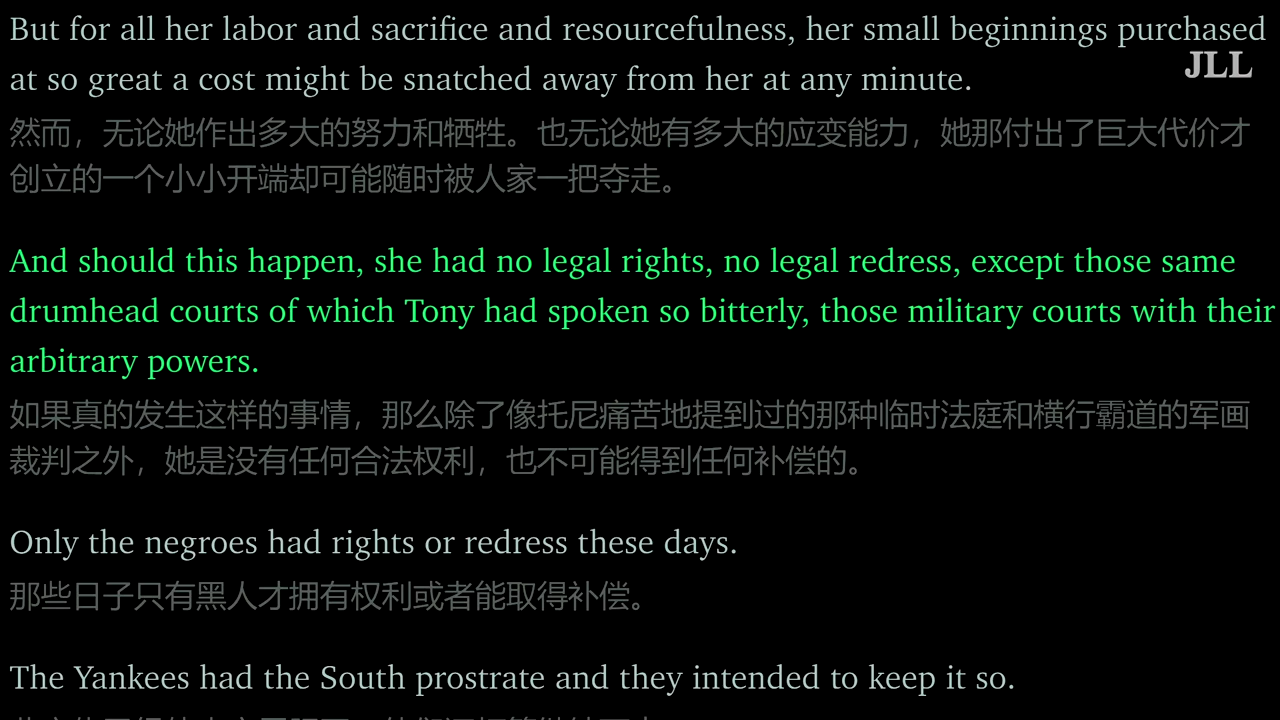 But for all her labor and sacrifice and resourcefulness, her small beginnings purchased
at so great a cost might be snatched away from her at any minute.
JLL
然而，无论她作出多大的努力和牺牲。也无论她有多大的应变能力，她那付出了巨大代价才
创立的一个小小开端却可能随时被人家一把夺走。
And should this happen, she had no legal rights, no legal redress, except those same
drumhead courts of which Tony had spoken so bitterly, those military courts with their
arbitrary powers.
如果真的发生这样的事情，那么除了像托尼痛苦地提到过的那种临时法庭和横行霸道的军画
裁判之外，她是没有任何合法权利，也不可能得到任何补偿的。
Only the negroes had rights or redress these days.
那些日子只有黑人才拥有权利或者能取得补偿。
The Yankees had the South prostrate and they intended to keep it so.